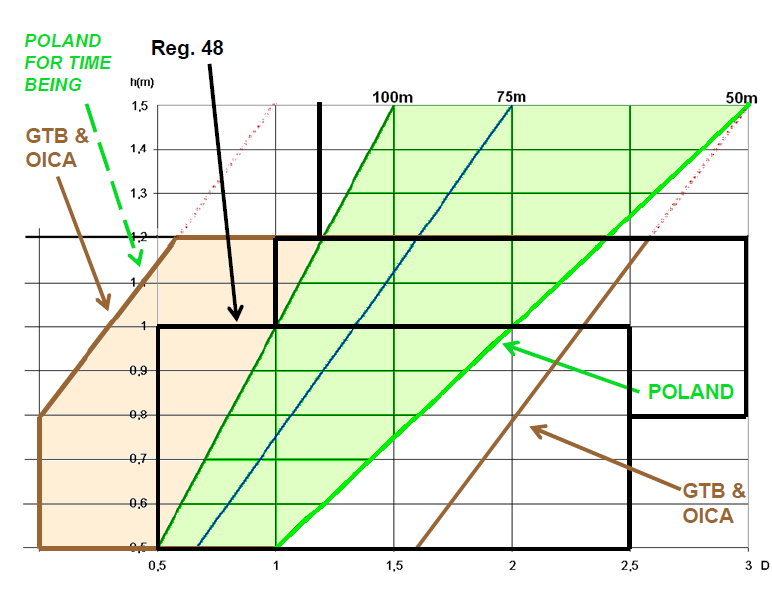 POLAND
FOR TIME
BEING
Reg. 48
h(m)
GTB &
OICA
100m
75m
50m
1,5
1,4
1,3
1,2
1
0,9
0,8
0,7
0,6
POLAND
GTB &
OICA
0,5
1
1,5
2
2,5
3
D